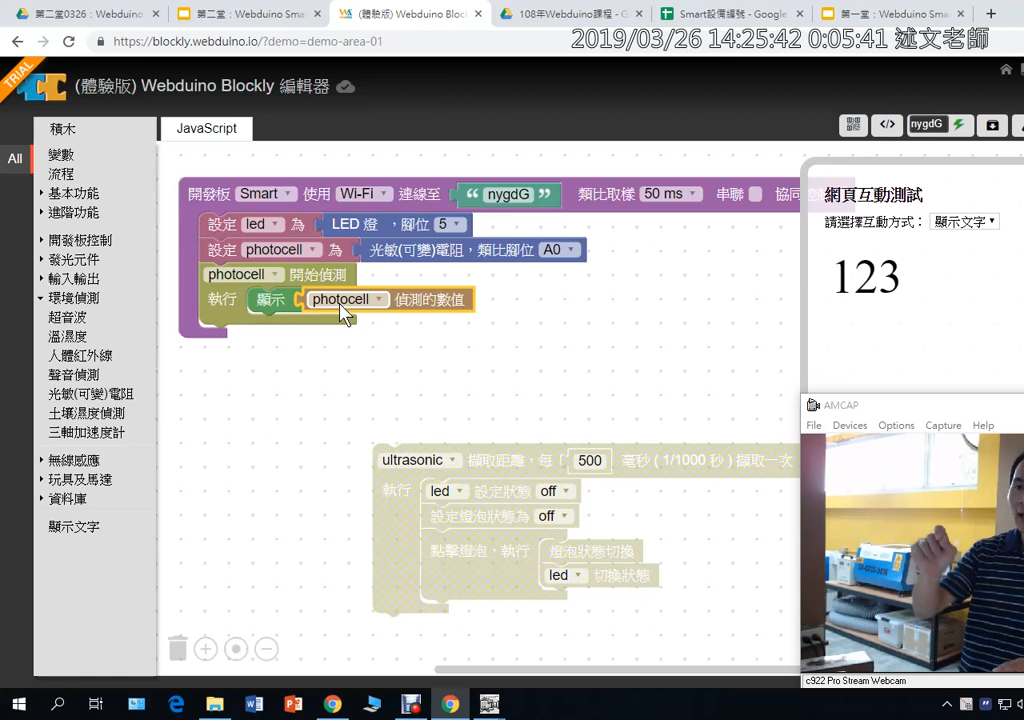 第二堂0326：Webduino
第二堂：Webduino Smar
(體驗版) Webduino Block
108年Webduino課程 - G
Smart設備編號 - Google
第一堂：Webduino Sma
https://blockly.webduino.io/?demo=demo-area-01
2019/03/26 14:25:42 0:05:41 述文老師
TRIAL
(體驗版) Webduino Blockly 編輯器
積木
JavaScript
nygdG
All
變數
流程
基本功能
進階功能
開發板控制
發光元件
輸入輸出
環境偵測
超音波
溫濕度
人體紅外線
聲音偵測
光敏(可變)電阻
土壤濕度偵測
三軸加速度計
無線感應
玩具及馬達
資料庫
顯示文字
開發板 Smart 使用 Wi-Fi 連線至 “ nygdG ” 類比取樣 50 ms 串聯 協同
設定 led 為 LED 燈 ，腳位 5
設定 photocell 為 光敏(可變)電阻，類比腳位 A0
photocell 開始偵測
執行 顯示 photocell 偵測的數值
ultrasonic 擷取距離，每 500 毫秒 ( 1/1000 秒 ) 擷取一次
執行 led 設定狀態 off
設定燈泡狀態為 off
點擊燈泡，執行 燈泡狀態切換
led 切換狀態
網頁互動測試
請選擇互動方式： 顯示文字
123
AMCAP
File Devices Options Capture Help
c922 Pro Stream Webcam